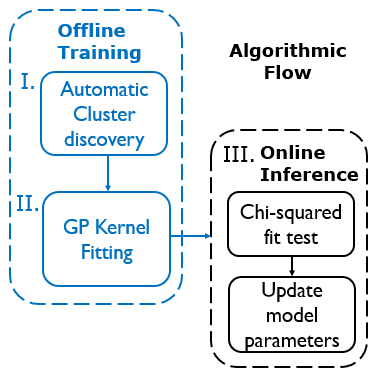 Offline
Training
I.
Automatic
Cluster
discovery
II.
GP Kernel
Fitting
Algorithmic
Flow
III. Online
Inference
Chi-squared
fit test
Update
model
parameters